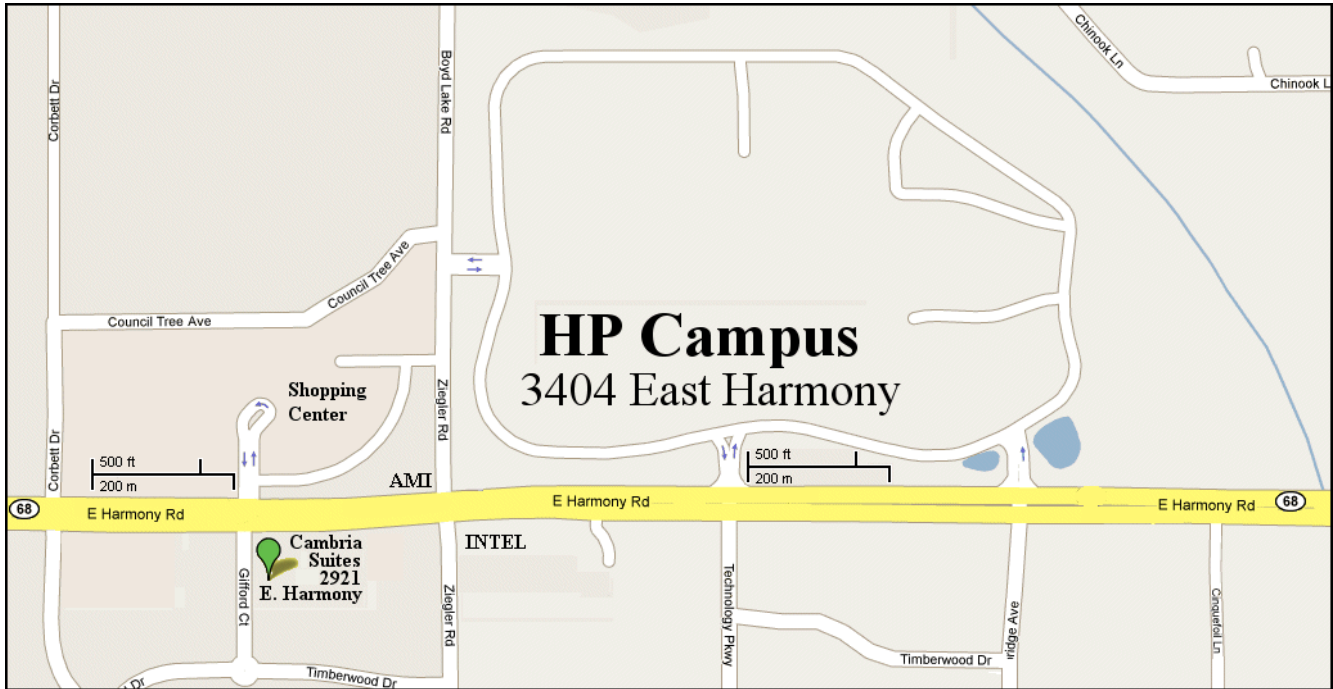 Chinook Ln
Chinook L
Corbett Dr
Boyd Lake Rd
Council Tree Ave
Council Tree Ave
HP Campus
3404 East Harmony
Shopping
Center
Ziegler Rd
Corbett Dr
500 ft
200 m
AMI
500 ft
200 m
68
E Harmony Rd
E Harmony Rd
E Harmony Rd
68
Cambria
Suites
2921
E. Harmony
INTEL
Gifford Ct
Ziegler Rd
Technology Pkwy
ridge Ave
Cinquefoil Ln
Timberwood Dr
Timberwood Dr
Dr